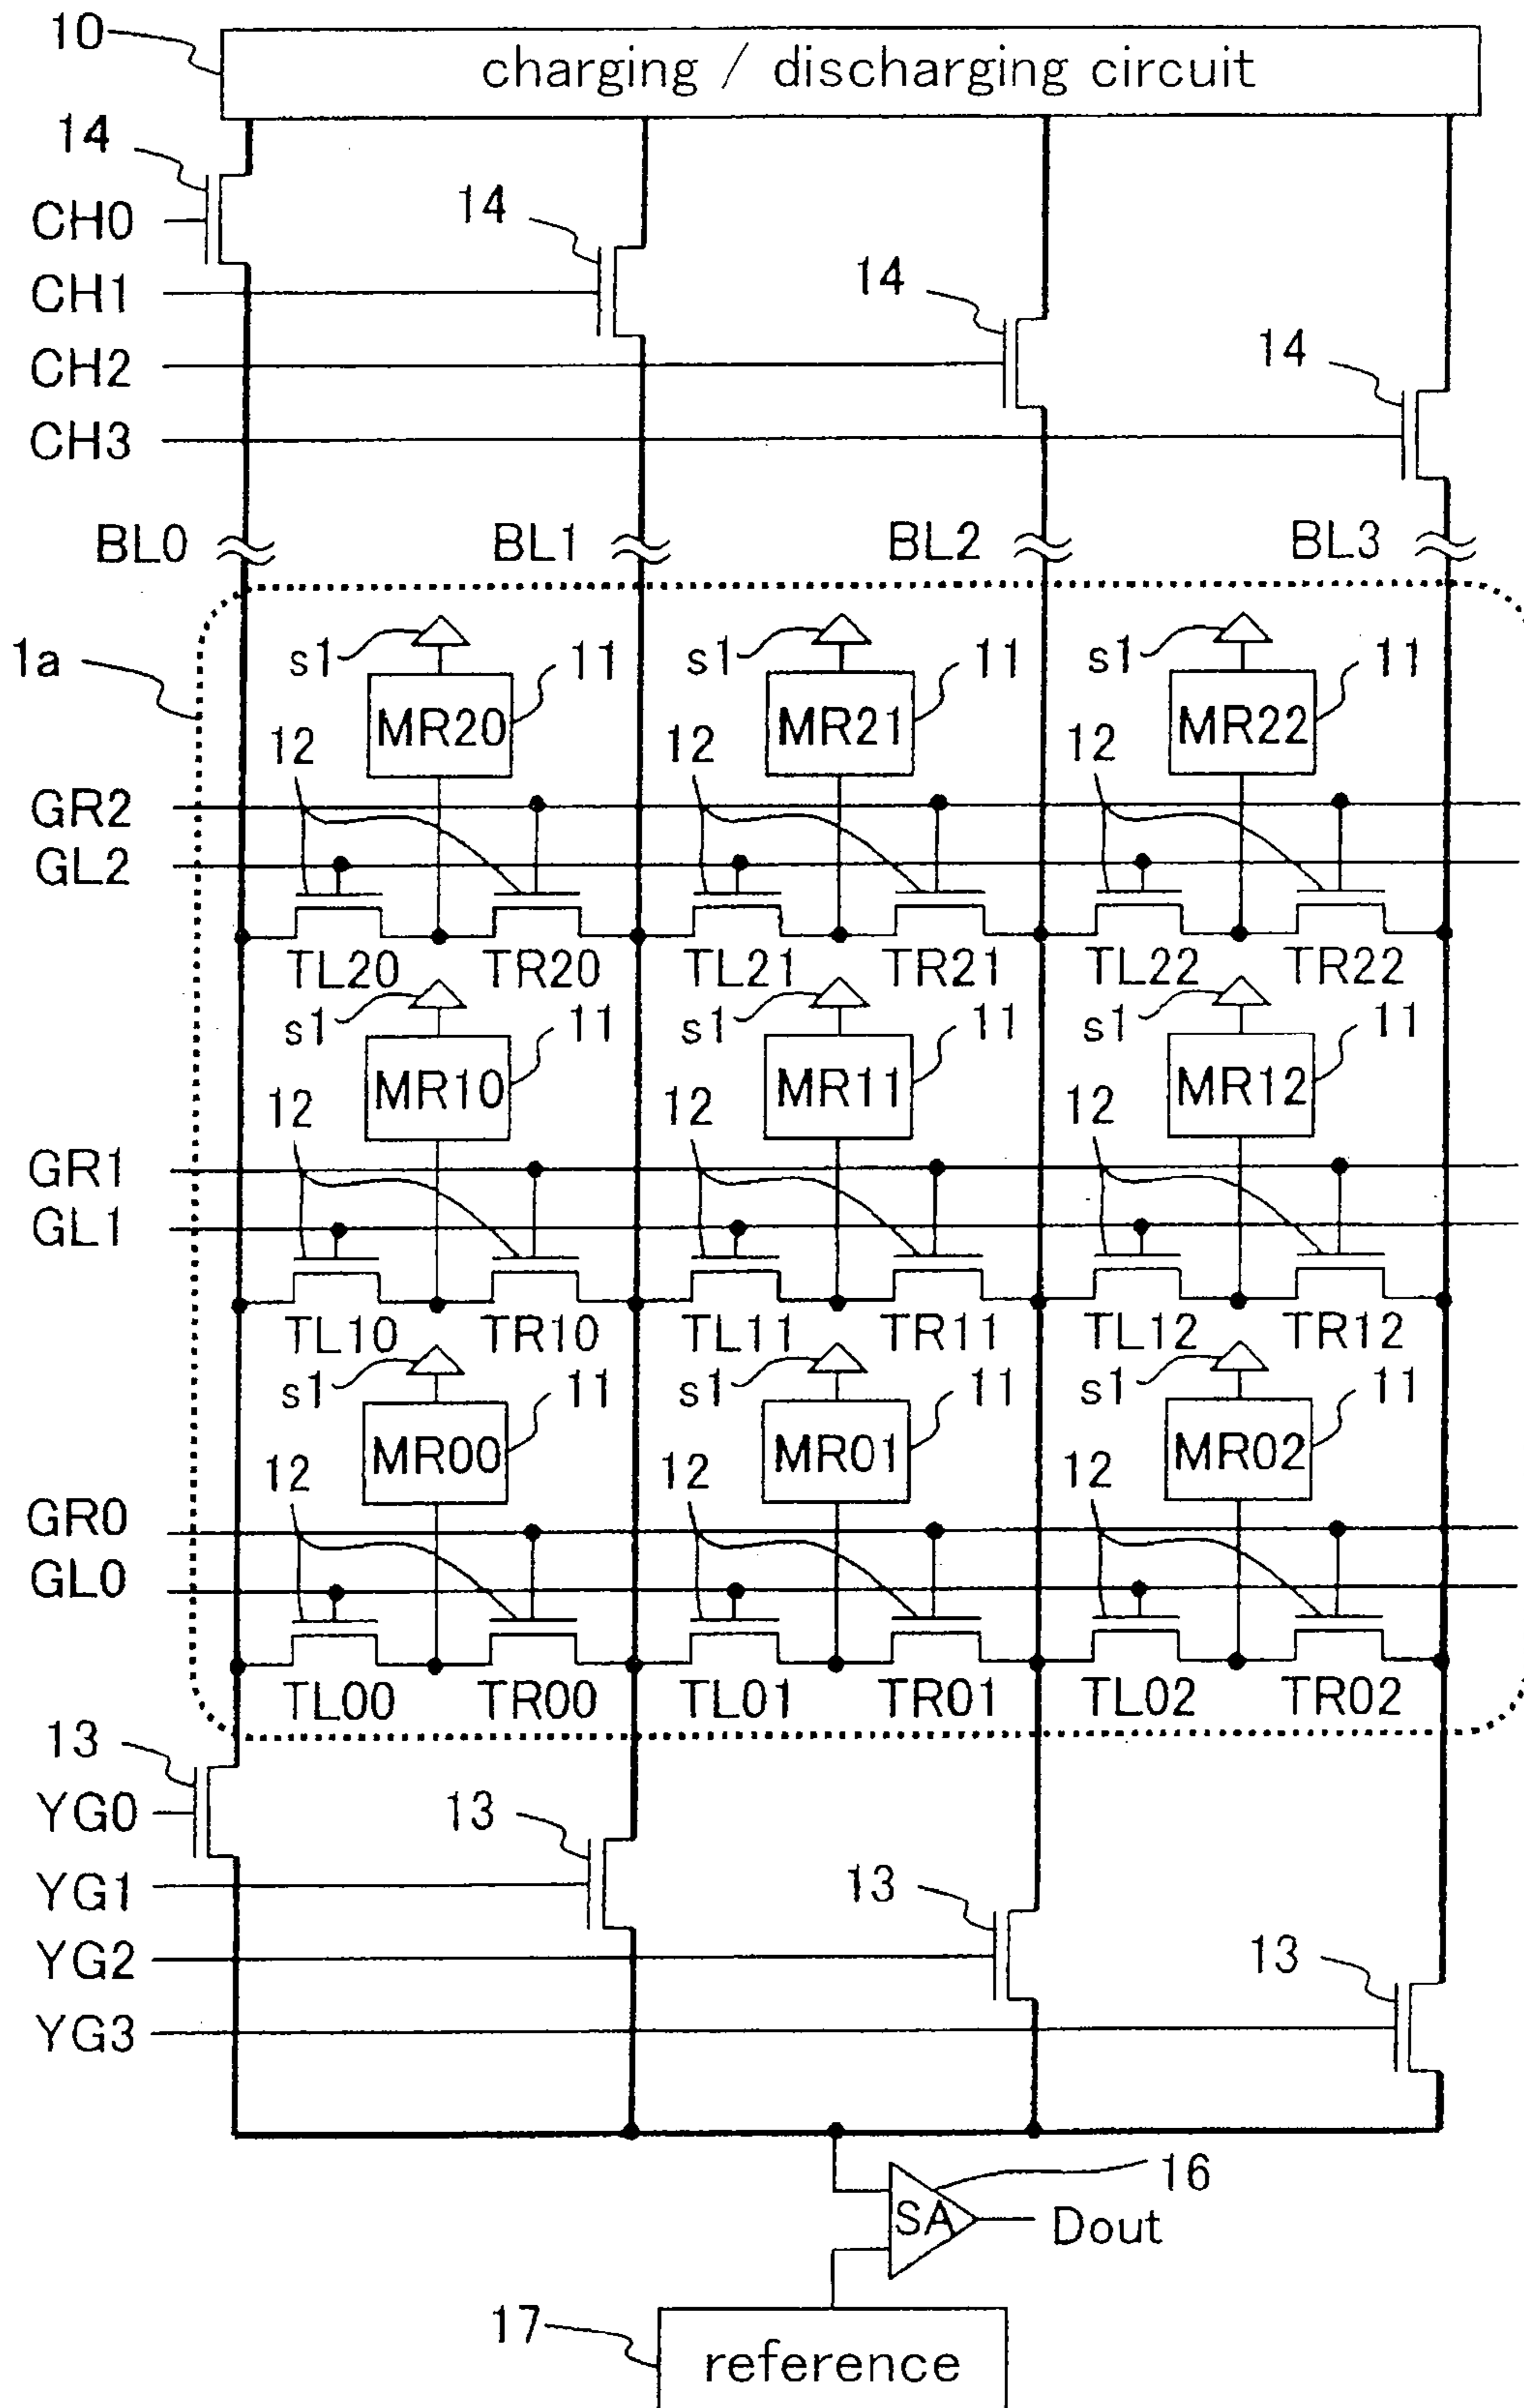 10
charging / discharging circuit
14
CH0
14
CH1
14
CH2
14
CH3
BL0 BL1 BL2 BL3
1a
s1 11 s1 11 s1 11
MR20 MR21 MR22
12 12 12
GR2
GL2
TL20 TR20 TL21 TR21 TL22 TR22
s1 11 s1 11 s1 11
MR10 MR11 MR12
12 12 12
GR1
GL1
TL10 TR10 TL11 TR11 TL12 TR12
s1 11 s1 11 s1 11
MR00 MR01 MR02
12 12 12
GR0
GL0
TL00 TR00 TL01 TR01 TL02 TR02
13
YG0
13
YG1
13
YG2
13
YG3
16
SA Dout
17
reference